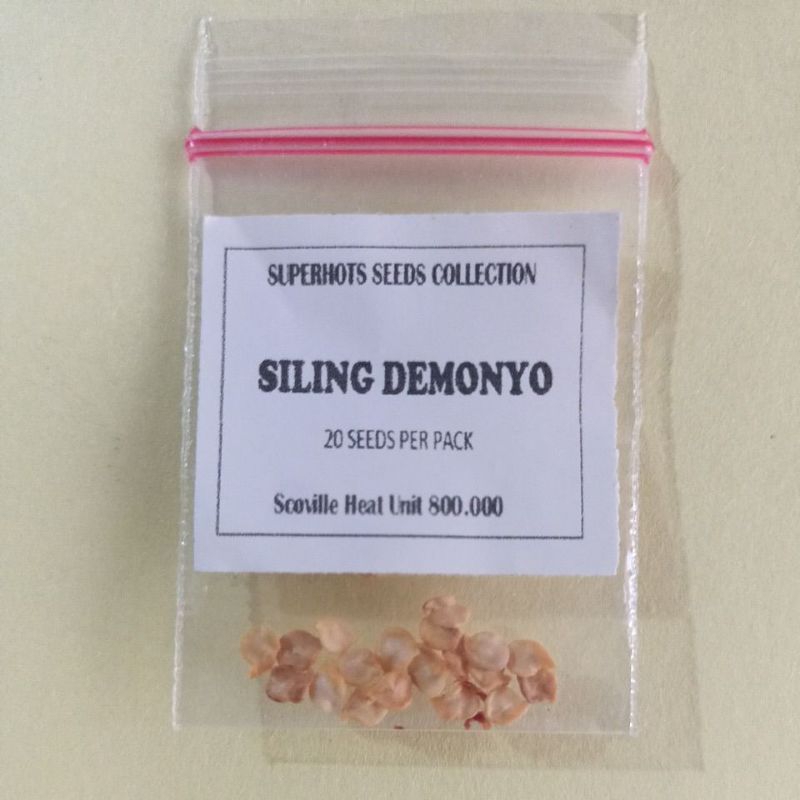 SUPERHOTS SEEDS COLLECTION
SILING DEMONYO
20 SEEDS PER PACK
Scoville Heat Unit 800.000